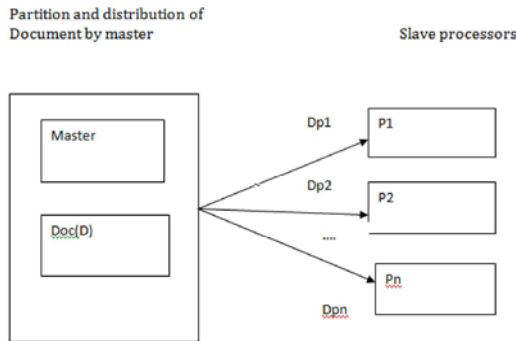 Partition and distribution of
Document by master
Slave processors
Master
Doc(D)
Dp1
P1
Dp2
P2
....
Pn
Dpn